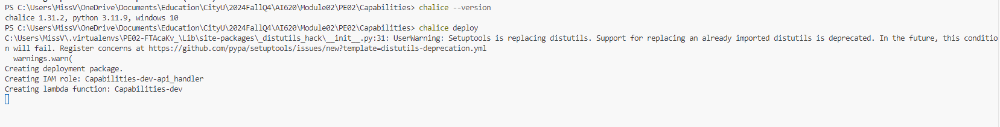 PS C:\Users\MissV\OneDrive\Documents\Education\CityU\2024FallQ4\AI620\Module02\PE02\Capabilities> chalice --version
chalice 1.31.2, python 3.11.9, windows 10
PS C:\Users\MissV\OneDrive\Documents\Education\CityU\2024FallQ4\AI620\Module02\PE02\Capabilities> chalice deploy
C:\Users\MissV\.virtualenvs\PE02-FTAcaKv_\Lib\site-packages\_distutils_hack\__init__.py:31: UserWarning: Setuptools is replacing distutils. Support for replacing an already imported distutils is deprecated. In the future, this conditio
n will fail. Register concerns at https://github.com/pypa/setuptools/issues/new?template=distutils-deprecation.yml
  warnings.warn(
Creating deployment package.
Creating IAM role: Capabilities-dev-api_handler
Creating lambda function: Capabilities-dev